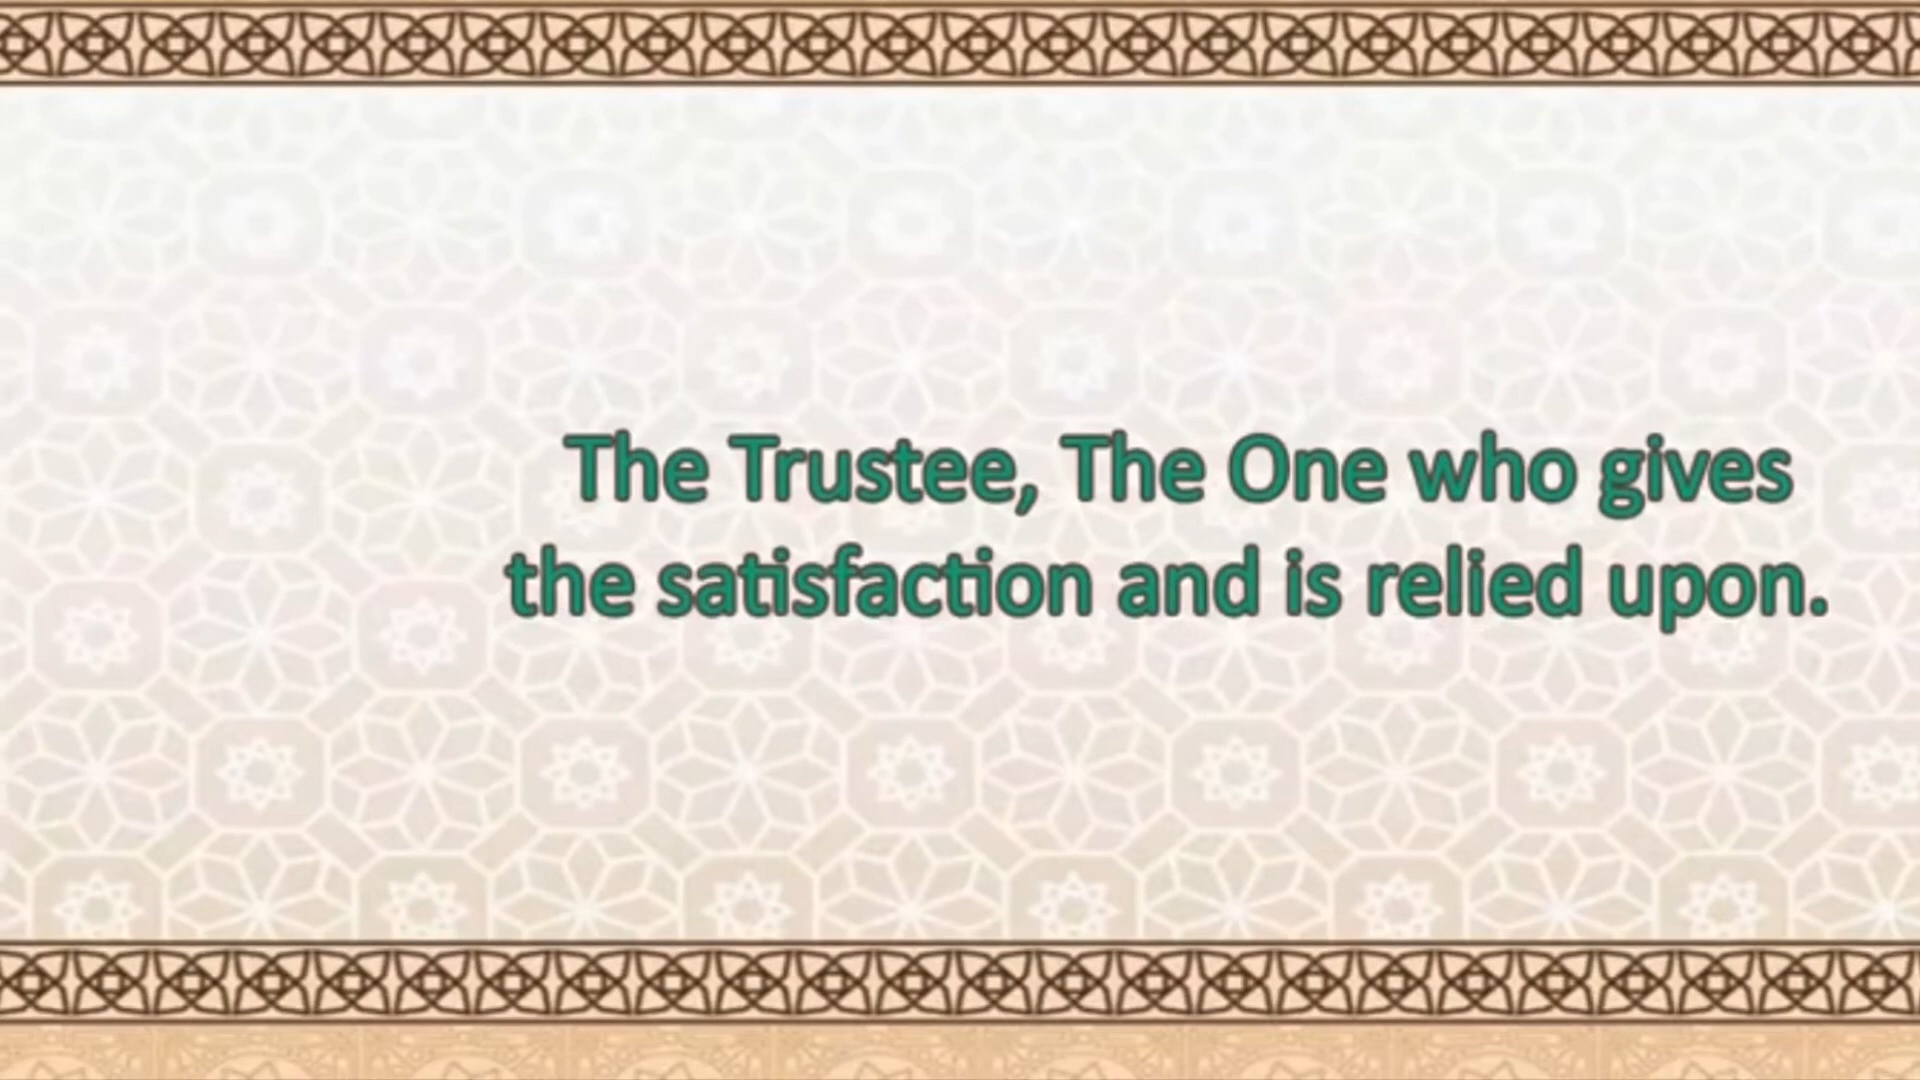 The Trustee, The One who gives
the satisfaction and is relied upon.